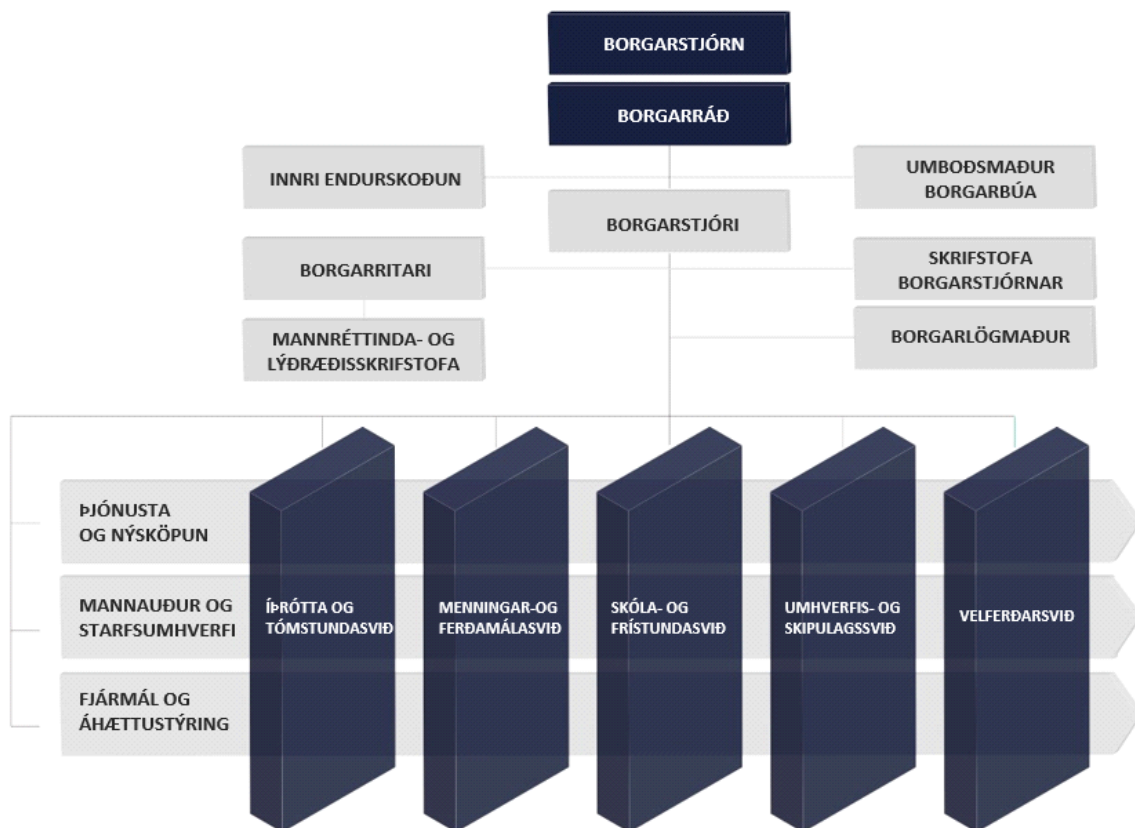 BORGARSTJÓRN
BORGARRÁÐ
INNRI ENDURSKOÐUN
UMBOÐSMAÐUR
BORGARBÚA
BORGARSTJÓRI
BORGARRITARI
SKRIFSTOFA
BORGARSTJÓRNAR
MANNRÉTTINDA- OG
LÝÐRÆÐISSKRIFSTOFA
BORGARLÖGMAÐUR
ÞJÓNUSTA
OG NÝSKÖPUN
MANNAUÐUR OG
STARFSUMHVERFI
FJÁRMÁL OG
ÁHÆTTUSTÝRING
ÍÞRÓTTA OG
TÓMSTUNDASVIÐ
MENNINGAR-OG
FERÐAMÁLASVIÐ
SKÓLA- OG
FRÍSTUNDASVIÐ
UMHVERFIS- OG
SKIPULAGSSVIÐ
VELFERÐARSVIÐ